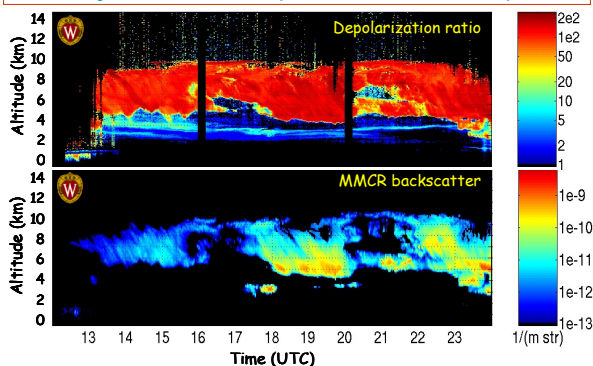 Depolarization ratio
Altitude (km)
14
12
10
8
6
4
2
0
2e2
1e2
50
20
10
5
2
1
W
MMCR backscatter
Altitude (km)
14
12
10
8
6
4
2
0
1e-9
1e-10
1e-11
1e-12
1e-13
W
13 14 15 16 17 18 19 20 21 22 23
1/(m str)
Time (UTC)